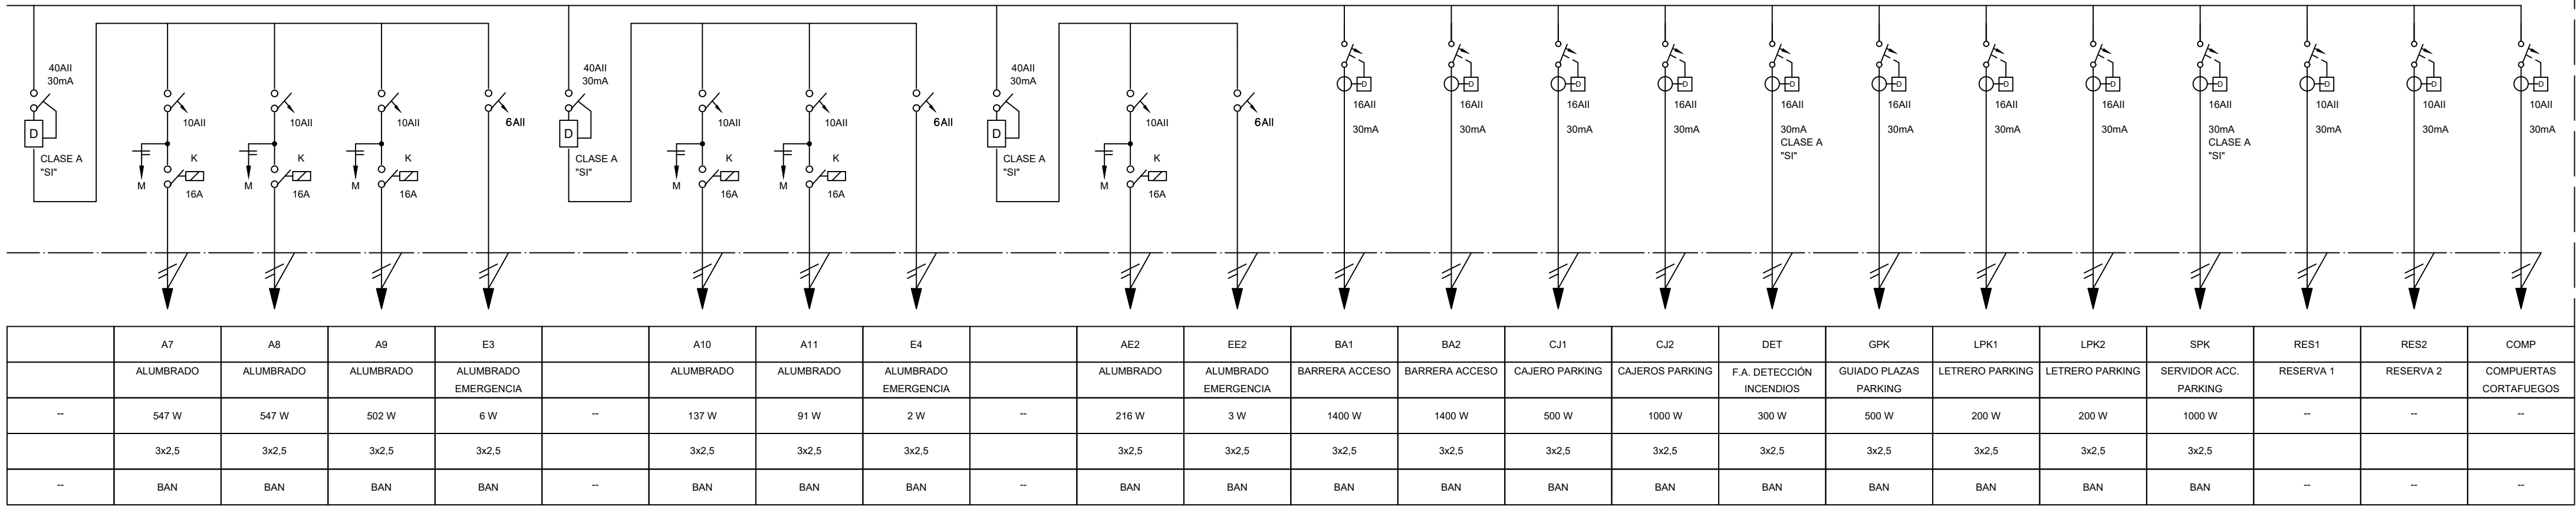 40AII
30mA
D
CLASE A
"SI"
10AII
M
K
16A
10AII
M
K
16A
10AII
M
K
16A
6AII
40AII
30mA
D
CLASE A
"SI"
10AII
M
K
16A
10AII
M
K
16A
6AII
40AII
30mA
D
CLASE A
"SI"
10AII
M
K
16A
6AII
D
16AII
30mA
D
16AII
30mA
D
16AII
30mA
D
16AII
30mA
D
16AII
30mA
CLASE A
"SI"
D
16AII
30mA
D
16AII
30mA
D
16AII
30mA
D
16AII
30mA
CLASE A
"SI"
D
10AII
30mA
D
10AII
30mA
D
10AII
30mA
A7 A8 A9 E3 A10 A11 E4 AE2 EE2 BA1 BA2 CJ1 CJ2 DET GPK LPK1 LPK2 SPK RES1 RES2 COMP
ALUMBRADO
ALUMBRADO
ALUMBRADO
ALUMBRADO
EMERGENCIA
ALUMBRADO
ALUMBRADO
ALUMBRADO
EMERGENCIA
ALUMBRADO
ALUMBRADO
EMERGENCIA
BARRERA ACCESO
BARRERA ACCESO
CAJERO PARKING
CAJEROS PARKING
F.A. DETECCIÓN
INCENDIOS
GUIADO PLAZAS
PARKING
LETRERO PARKING
LETRERO PARKING
SERVIDOR ACC.
PARKING
RESERVA 1
RESERVA 2
COMPUERTAS
CORTAFUEGOS
-- 547 W 547 W 502 W 6 W -- 137 W 91 W 2 W -- 216 W 3 W 1400 W 1400 W 500 W 1000 W 300 W 500 W 200 W 200 W 1000 W -- -- --
3x2,5 3x2,5 3x2,5 3x2,5 3x2,5 3x2,5 3x2,5 3x2,5 3x2,5 3x2,5 3x2,5 3x2,5 3x2,5 3x2,5 3x2,5 3x2,5 3x2,5 3x2,5
-- BAN BAN BAN BAN -- BAN BAN BAN -- BAN BAN BAN BAN BAN BAN BAN BAN BAN BAN BAN -- -- --